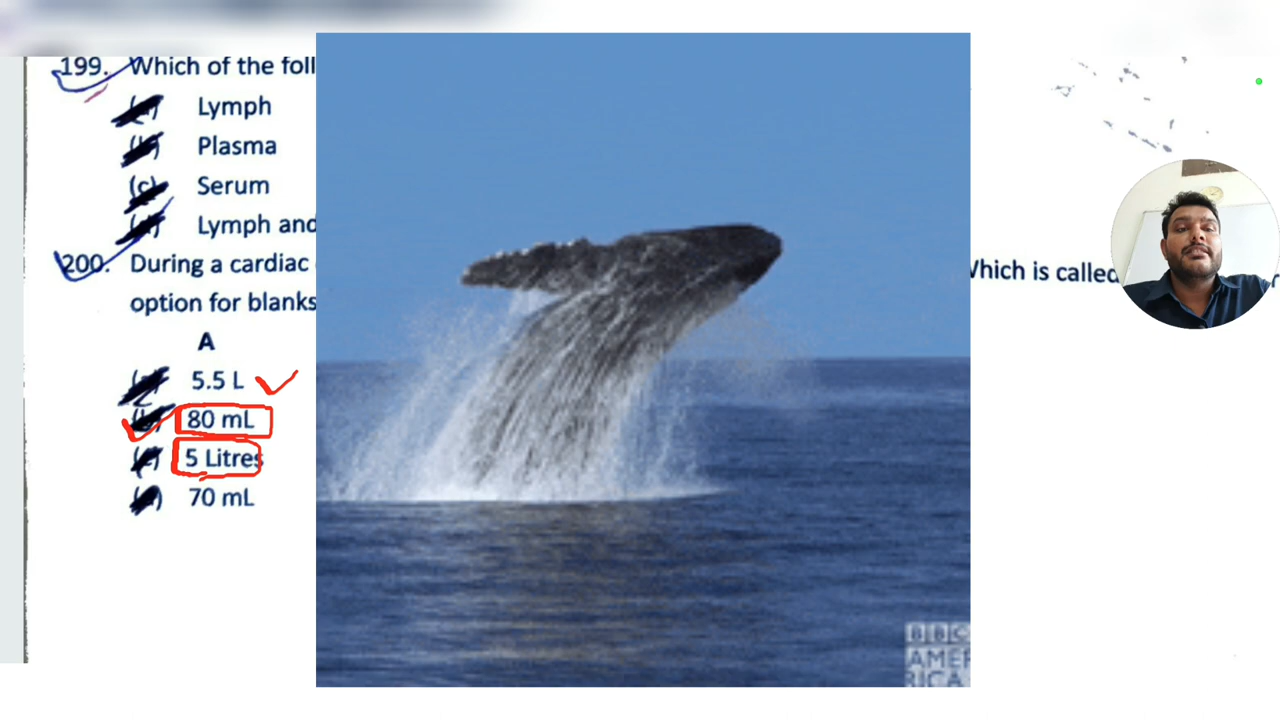 199. Which of the foll
Lymph
Plasma
(c) Serum
Lymph and
200. During a cardiac
Which is called
option for blanks
A
5.5 L
80 mL
5 Litres
70 mL
BBC
AMER
RICA